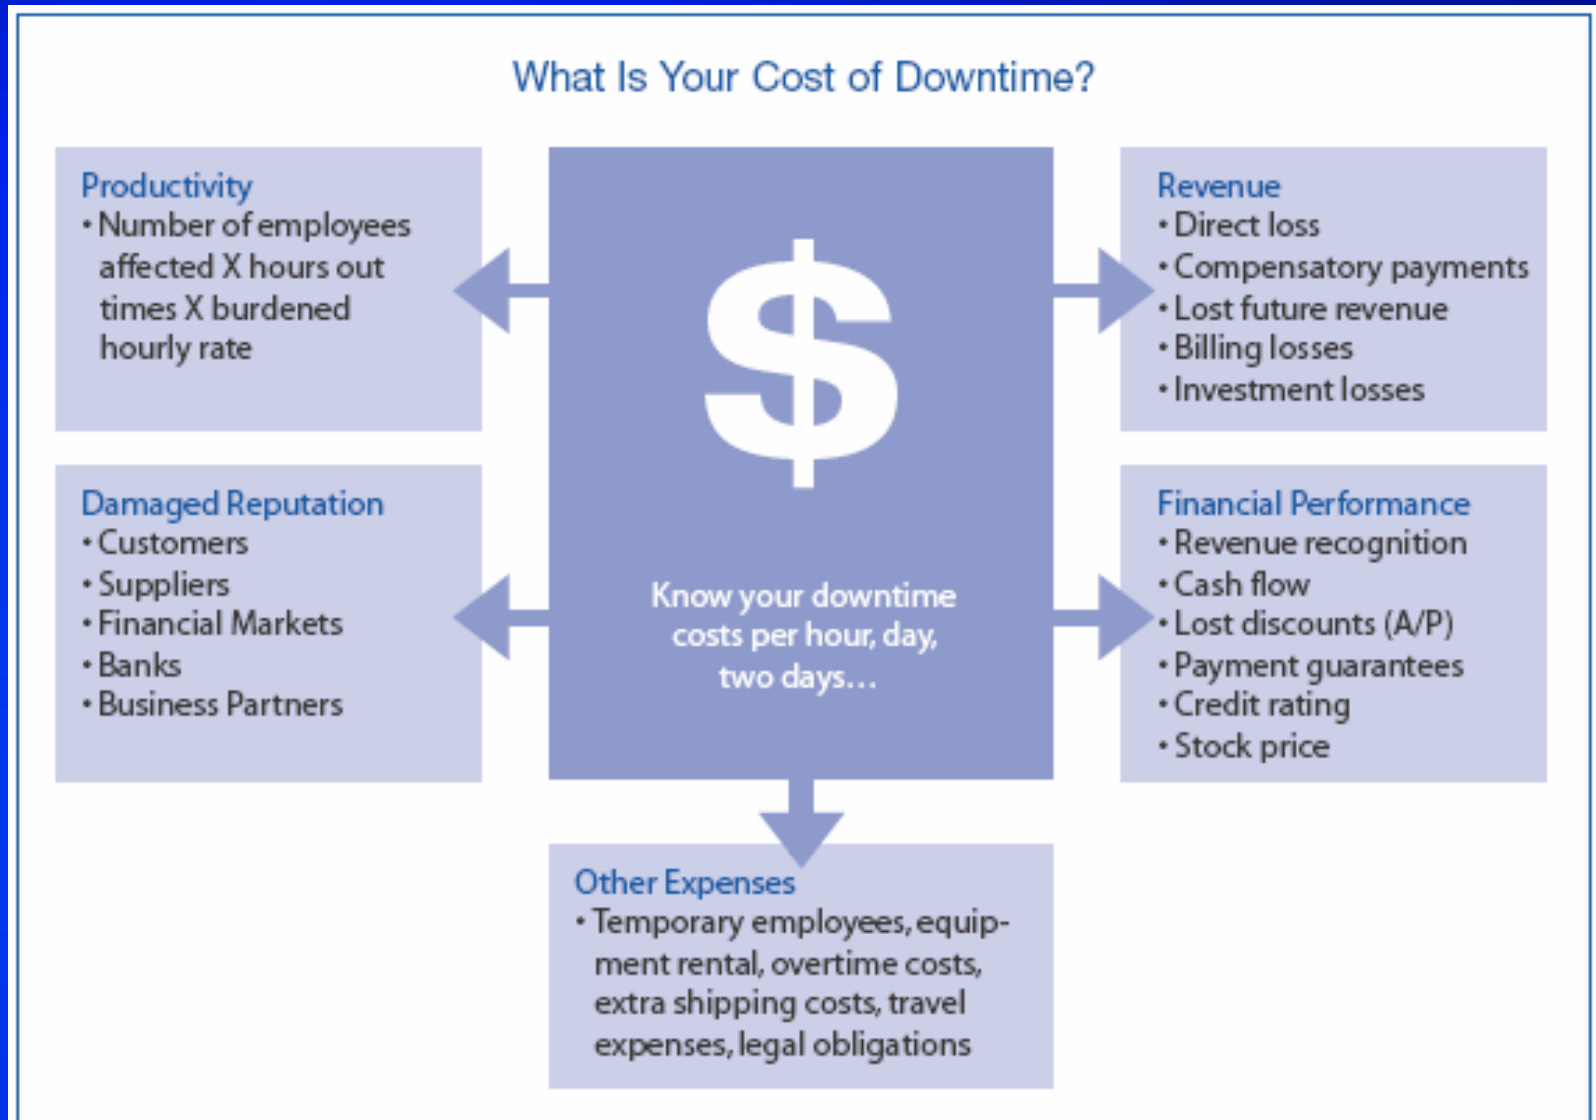 What Is Your Cost of Downtime?
Productivity
• Number of employees
affected X hours out
times X burdened
hourly rate
Damaged Reputation
• Customers
• Suppliers
• Financial Markets
• Banks
• Business Partners
$
Know your downtime
costs per hour, day,
two days...
Revenue
• Direct loss
• Compensatory payments
• Lost future revenue
• Billing losses
• Investment losses
Financial Performance
• Revenue recognition
• Cash flow
• Lost discounts (A/P)
• Payment guarantees
• Credit rating
• Stock price
Other Expenses
• Temporary employees, equip-
ment rental, overtime costs,
extra shipping costs, travel
expenses, legal obligations